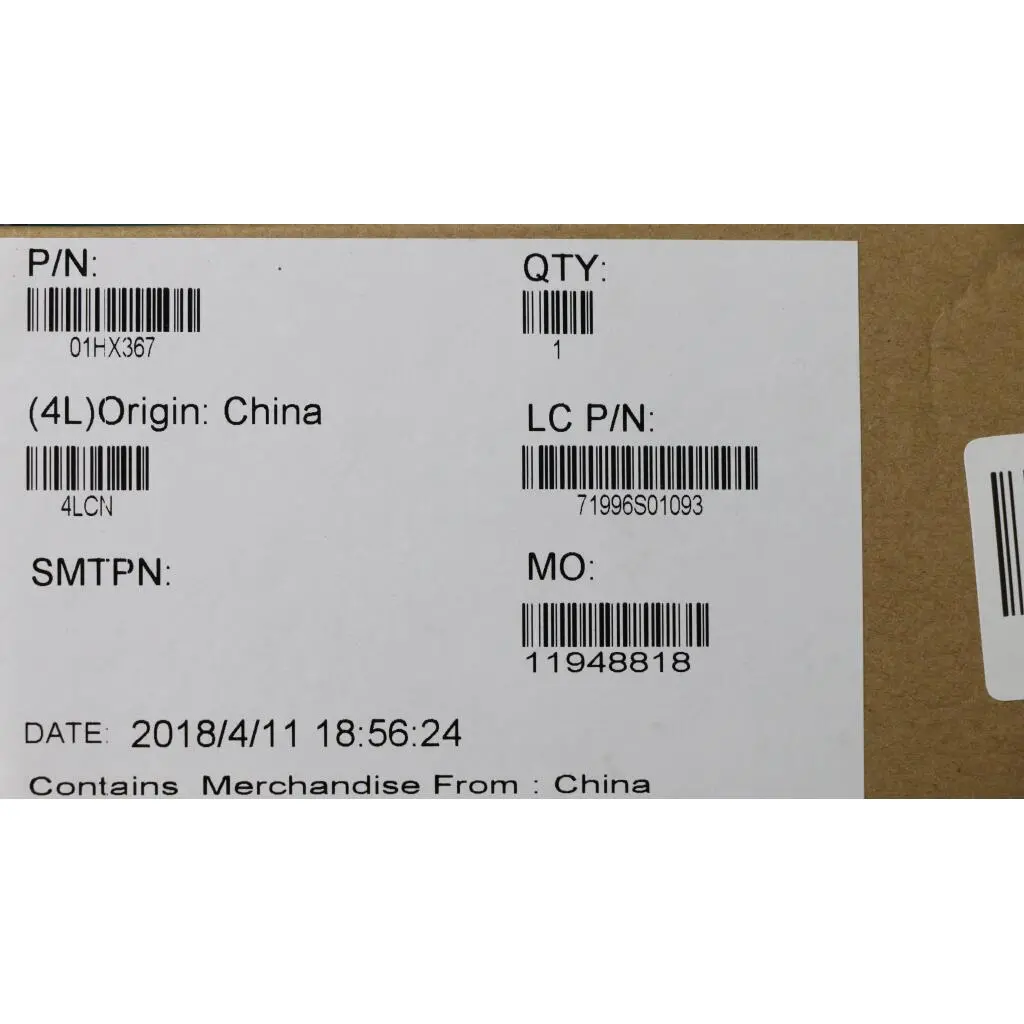 P/N:
01HX367
QTY:
1
(4L)Origin: China
4LCN
LC P/N:
71996S01093
SMTPN:
MO:
11948818
DATE: 2018/4/11 18:56:24
Contains Merchandise From : China